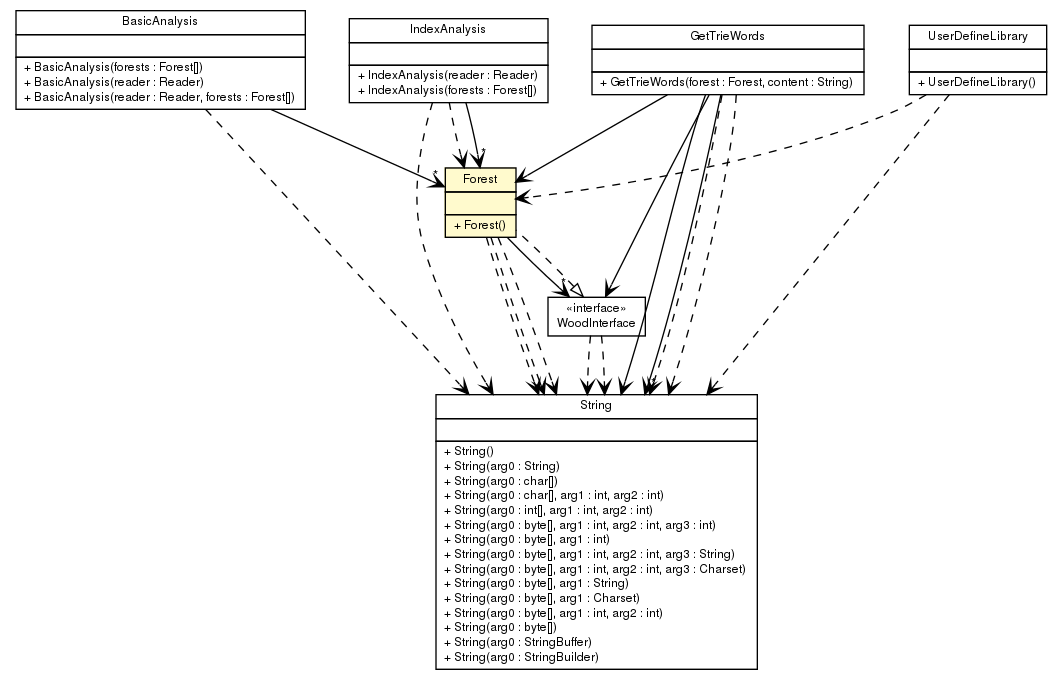 BasicAnalysis
+ BasicAnalysis(forests : Forest[])
+ BasicAnalysis(reader : Reader)
+ BasicAnalysis(reader : Reader, forests : Forest[])
IndexAnalysis
+ IndexAnalysis(reader : Reader)
+ IndexAnalysis(forests : Forest[])
GetTrieWords
+ GetTrieWords(forest : Forest, content : String)
UserDefineLibrary
+ UserDefineLibrary()
*
*
Forest
+ Forest()
*
«interface»
WoodInterface
*
String
+ String()
+ String(arg0 : String)
+ String(arg0 : char[])
+ String(arg0 : char[], arg1 : int, arg2 : int)
+ String(arg0 : int[], arg1 : int, arg2 : int)
+ String(arg0 : byte[], arg1 : int, arg2 : int, arg3 : int)
+ String(arg0 : byte[], arg1 : int)
+ String(arg0 : byte[], arg1 : int, arg2 : int, arg3 : String)
+ String(arg0 : byte[], arg1 : int, arg2 : int, arg3 : Charset)
+ String(arg0 : byte[], arg1 : String)
+ String(arg0 : byte[], arg1 : Charset)
+ String(arg0 : byte[], arg1 : int, arg2 : int)
+ String(arg0 : byte[])
+ String(arg0 : StringBuffer)
+ String(arg0 : StringBuilder)